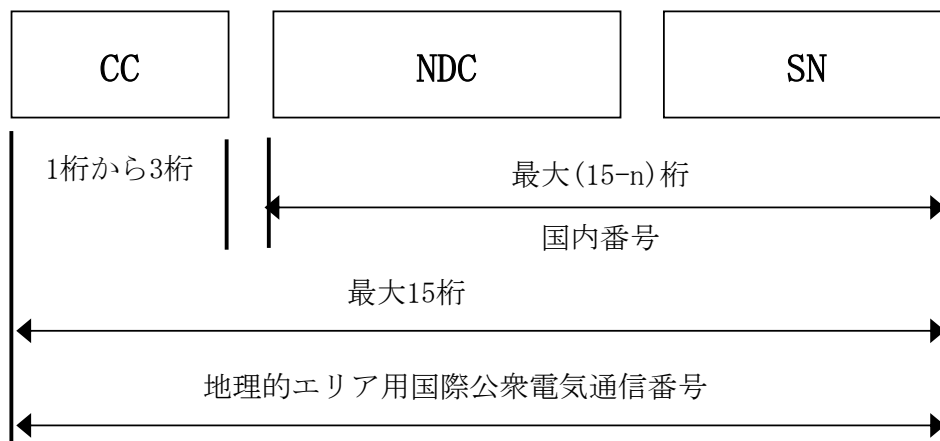 CC
NDC
SN
1桁から3桁
最大(15-n)桁
国内番号
最大15桁
地理的エリア用国際公衆電気通信番号